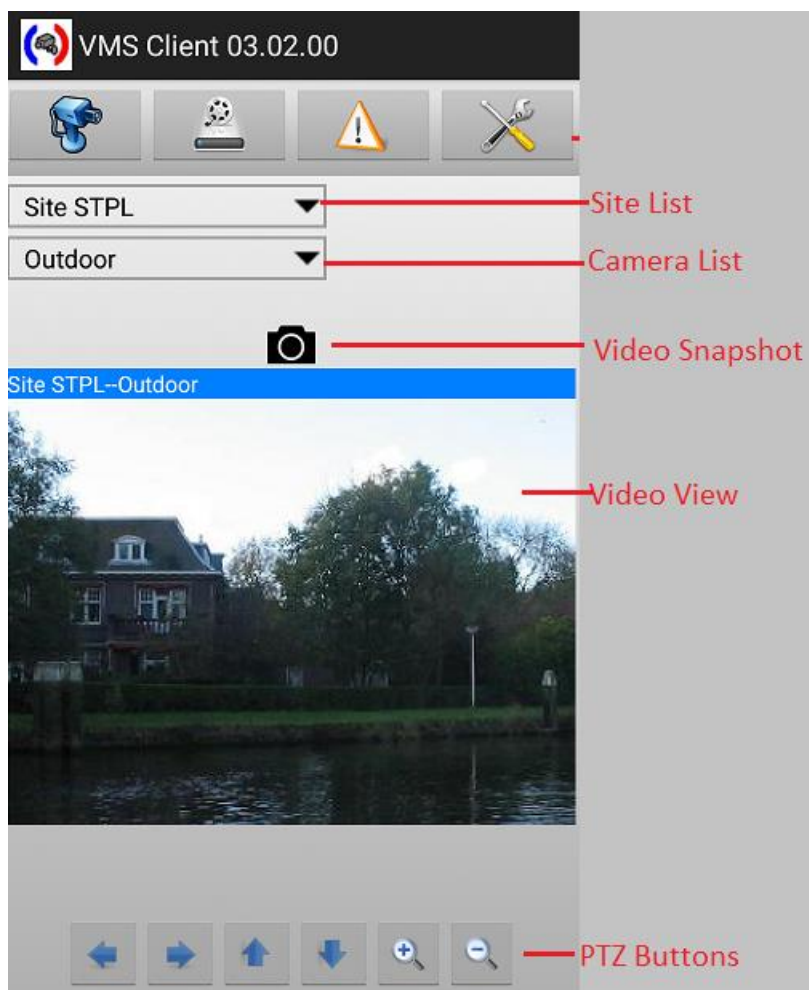 VMS Client 03.02.00
Site STPL
Site List
Outdoor
Camera List
Video Snapshot
Site STPL--Outdoor
Video View
PTZ Buttons